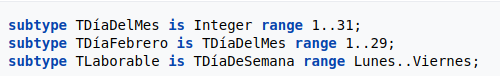 subtype TDíaDelMes is Integer range 1..31;
subtype TDíaFebrero is TDíaDelMes range 1..29;
subtype TLaborable is TDíaDeSemana range Lunes..Viernes;